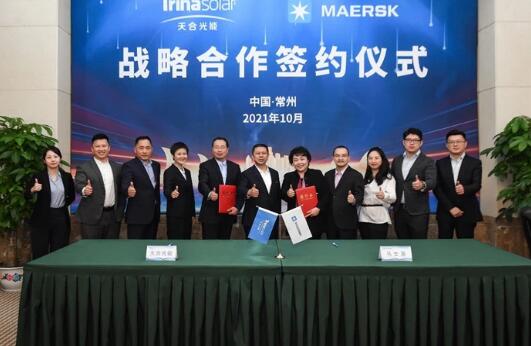 Trinasolar
天合光能
MAERSK
战略合作签约仪式
中国·常州
2021年10月
天合光能
马士基